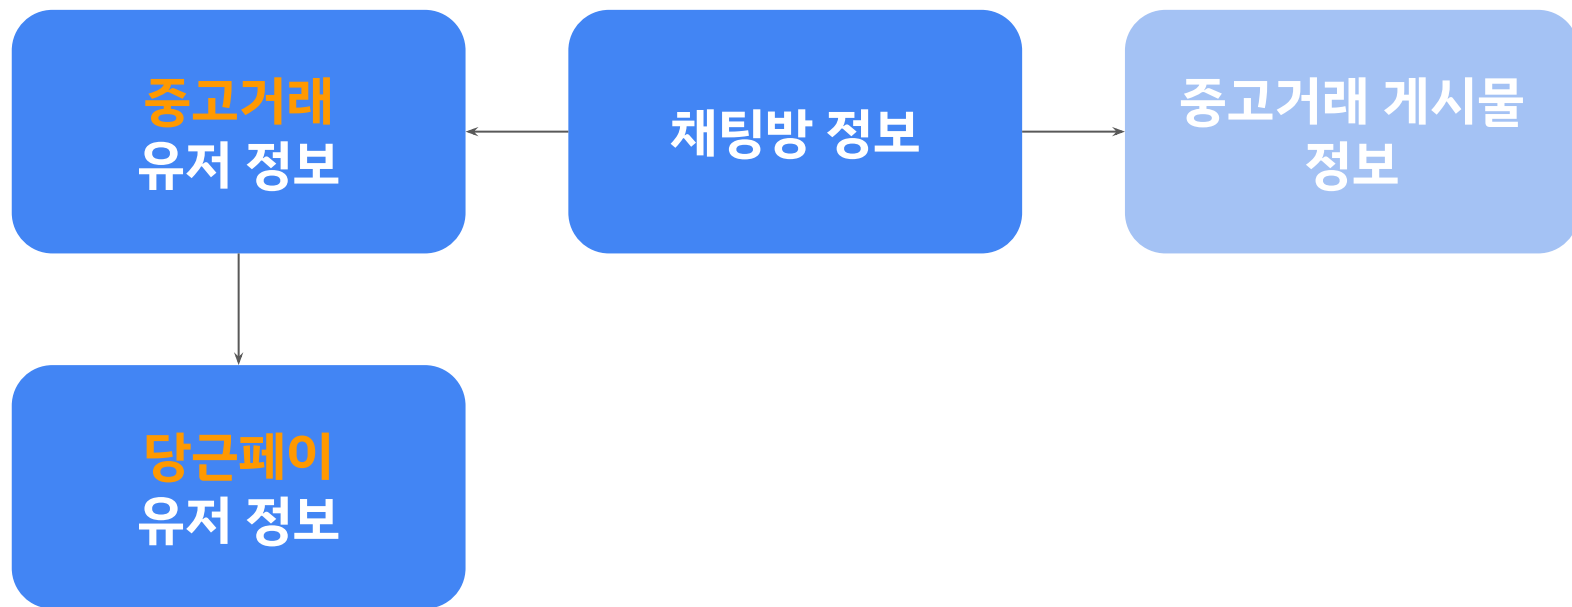 중고거래
유저 정보
채팅방 정보
중고거래 게시물
정보
당근페이
유저 정보